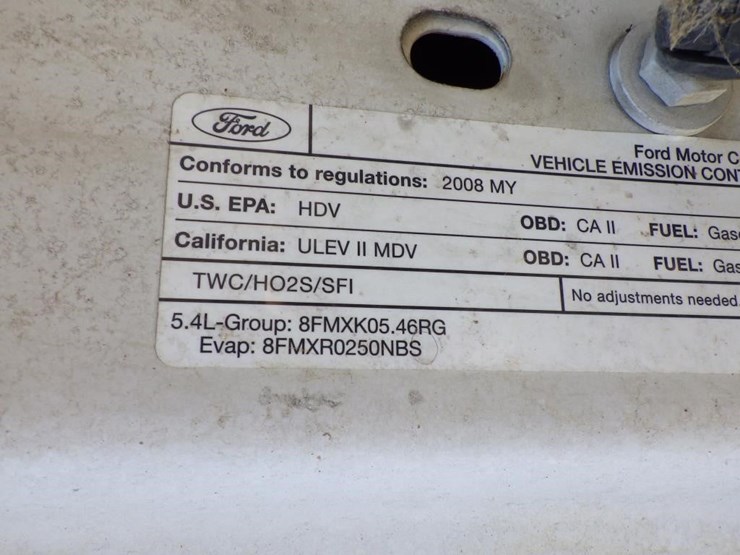 Ford
Ford Motor C
VEHICLE EMISSION CON
Conforms to regulations: 2008 MY
U.S. EPA: HDV OBD: CA II FUEL: Gas
California: ULEV II MDV OBD: CA II FUEL: Gas
TWC/HO2S/SFI No adjustments needed.
5.4L-Group: 8FMXK05.46RG
Evap: 8FMXR0250NBS